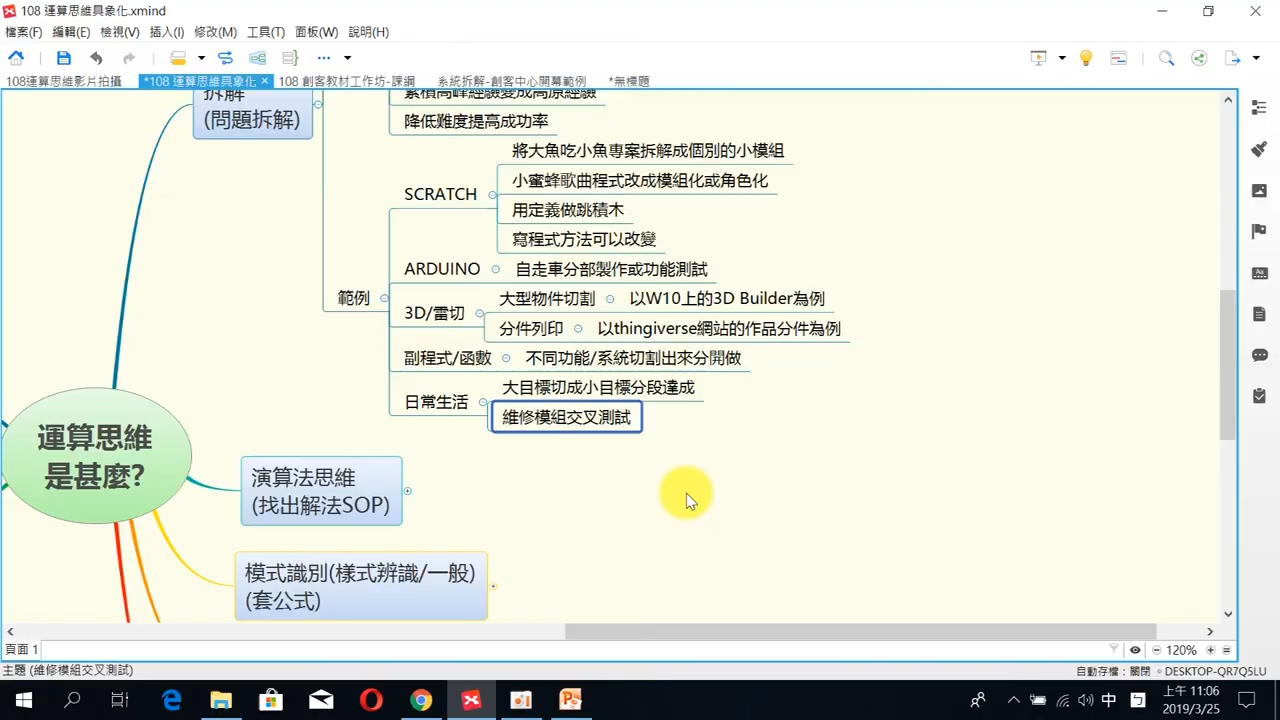 108 運算思維具象化.xmind
檔案(F) 編輯(E) 檢視(V) 插入(I) 修改(M) 工具(T) 面板(W) 說明(H)
108運算思維影片拍攝 *108 運算思維具象化 × 108 創客教材工作坊-課綱 系統拆解-創客中心開幕範例 *無標題
拆解
(問題拆解)
累積高峰經驗變成高原經驗
降低難度提高成功率
範例
SCRATCH
將大魚吃小魚專案拆解成個別的小模組
小蜜蜂歌曲程式改成模組化或角色化
用定義做跳積木
寫程式方法可以改變
ARDUINO
自走車分部製作或功能測試
3D/雷切
大型物件切割
以W10上的3D Builder為例
分件列印
以thingiverse網站的作品分件為例
副程式/函數
不同功能/系統切割出來分開做
日常生活
大目標切成小目標分段達成
維修模組交叉測試
運算思維
是甚麼?
演算法思維
(找出解法SOP)
模式識別(樣式辨識/一般)
(套公式)
頁面 1
120%
主題 (維修模組交叉測試)
自動存檔: 關閉 DESKTOP-QR7Q5LU
中
上午 11:06
2019/3/25